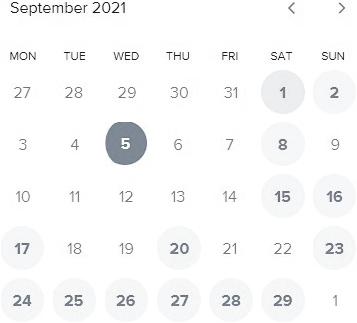 September 2021
MON TUE WED THU FRI SAT SUN
27 28 29 30 31 1 2
3 4 5 6 7 8 9
10 11 12 13 14 15 16
17 18 19 20 21 22 23
24 25 26 27 28 29 1